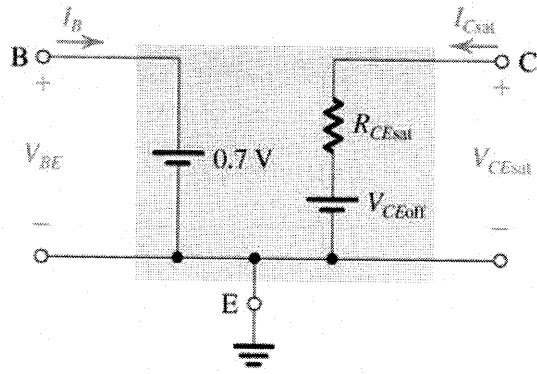 I_B
I_Csat
B
C
+
+
R_CEsat
V_BE
0.7 V
V_CEsat
V_CEoff
−
−
E